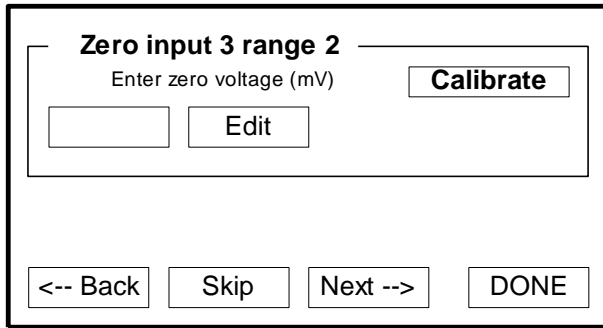 Zero input 3 range 2
Enter zero voltage (mV)
Calibrate
Edit
<-- Back
Skip
Next -->
DONE